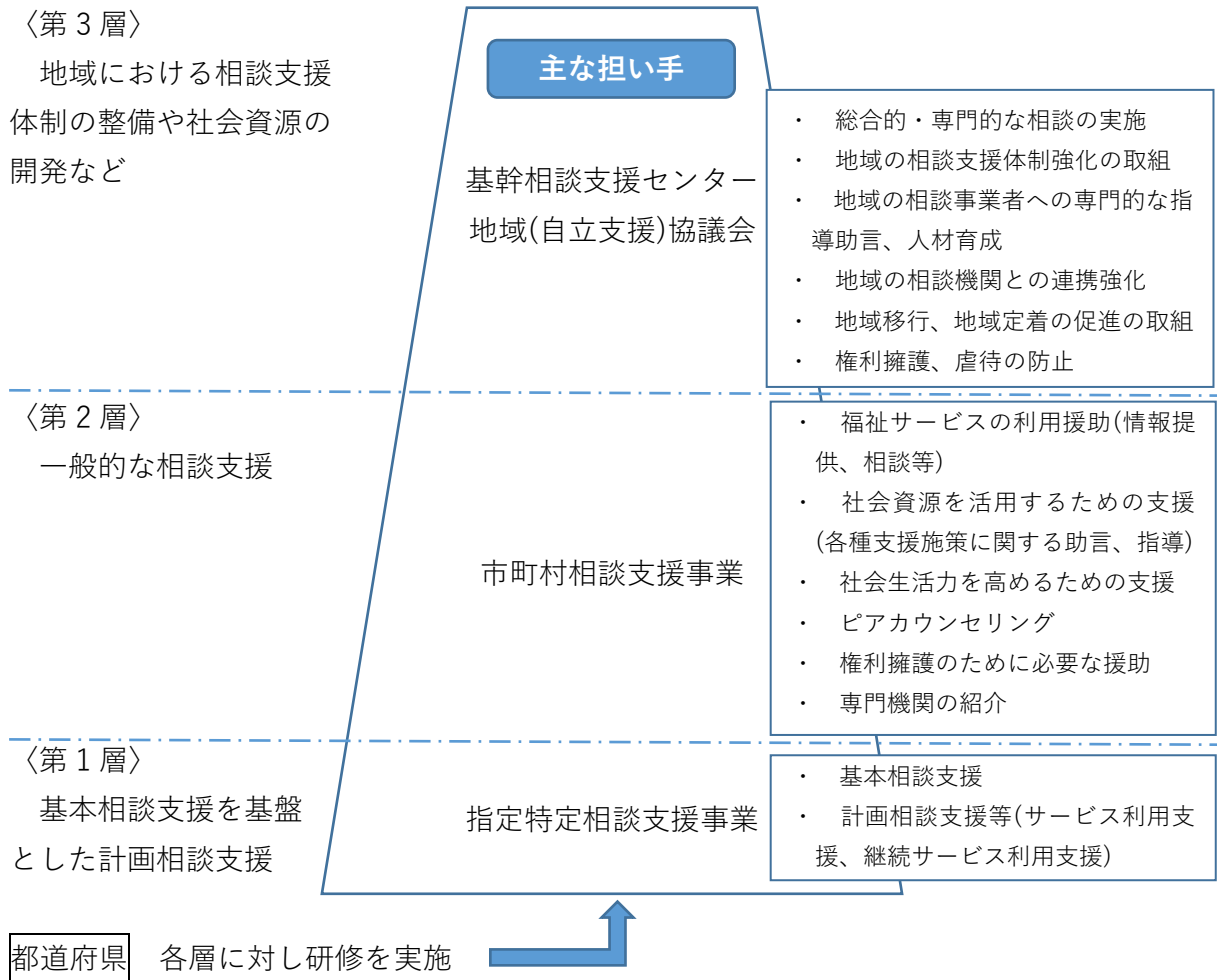 〈第3層〉
地域における相談支援
体制の整備や社会資源の
開発など
主な担い手
基幹相談支援センター
地域(自立支援)協議会
・ 総合的・専門的な相談の実施
・ 地域の相談支援体制強化の取組
・ 地域の相談事業者への専門的な指
導助言、人材育成
・ 地域の相談機関との連携強化
・ 地域移行、地域定着の促進の取組
・ 権利擁護、虐待の防止
〈第2層〉
一般的な相談支援
市町村相談支援事業
・ 福祉サービスの利用援助(情報提
供、相談等)
・ 社会資源を活用するための支援
(各種支援施策に関する助言、指導)
・ 社会生活力を高めるための支援
・ ピアカウンセリング
・ 権利擁護のために必要な援助
・ 専門機関の紹介
〈第1層〉
基本相談支援を基盤
とした計画相談支援
指定特定相談支援事業
・ 基本相談支援
・ 計画相談支援等(サービス利用支
援、継続サービス利用支援)
都道府県 各層に対し研修を実施